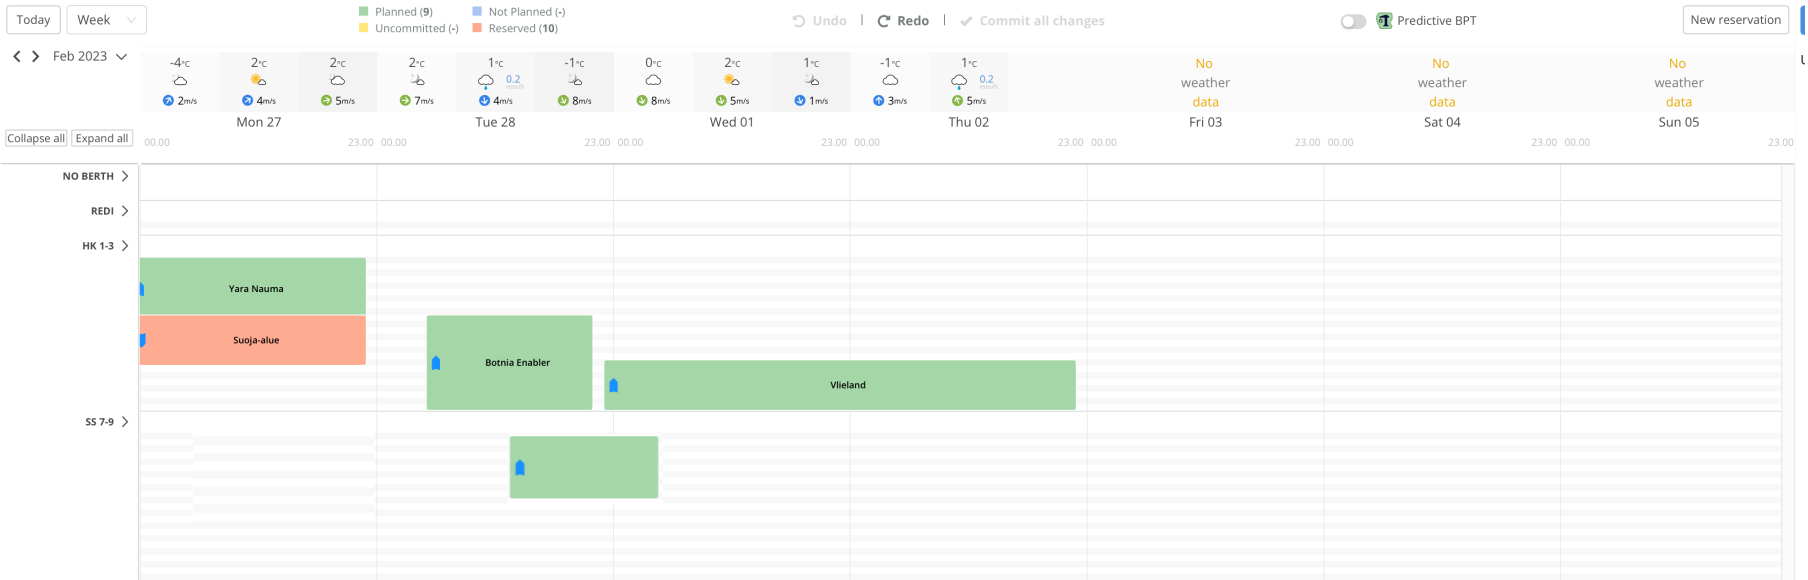 Today
Week
Planned (9)
Not Planned (-)
Uncommitted (-)
Reserved (10)
Undo | Redo | Commit all changes
Predictive BPT
New reservation
Feb 2023
-4°C 2°C 2°C 2°C 1°C -1°C 0°C 2°C 1°C -1°C 1°C
0.2 mm/h 0.2 mm/h
2m/s 4m/s 5m/s 7m/s 4m/s 8m/s 8m/s 5m/s 1m/s 3m/s 5m/s
No weather data
No weather data
No weather data
Mon 27 Tue 28 Wed 01 Thu 02 Fri 03 Sat 04 Sun 05
Collapse all Expand all
00.00 23.00 00.00 23.00 00.00 23.00 00.00 23.00 00.00 23.00 00.00 23.00 00.00 23.00
NO BERTH
REDI
HK 1-3
Yara Nauma
Suoja-alue
Botnia Enabler
Vlieland
SS 7-9